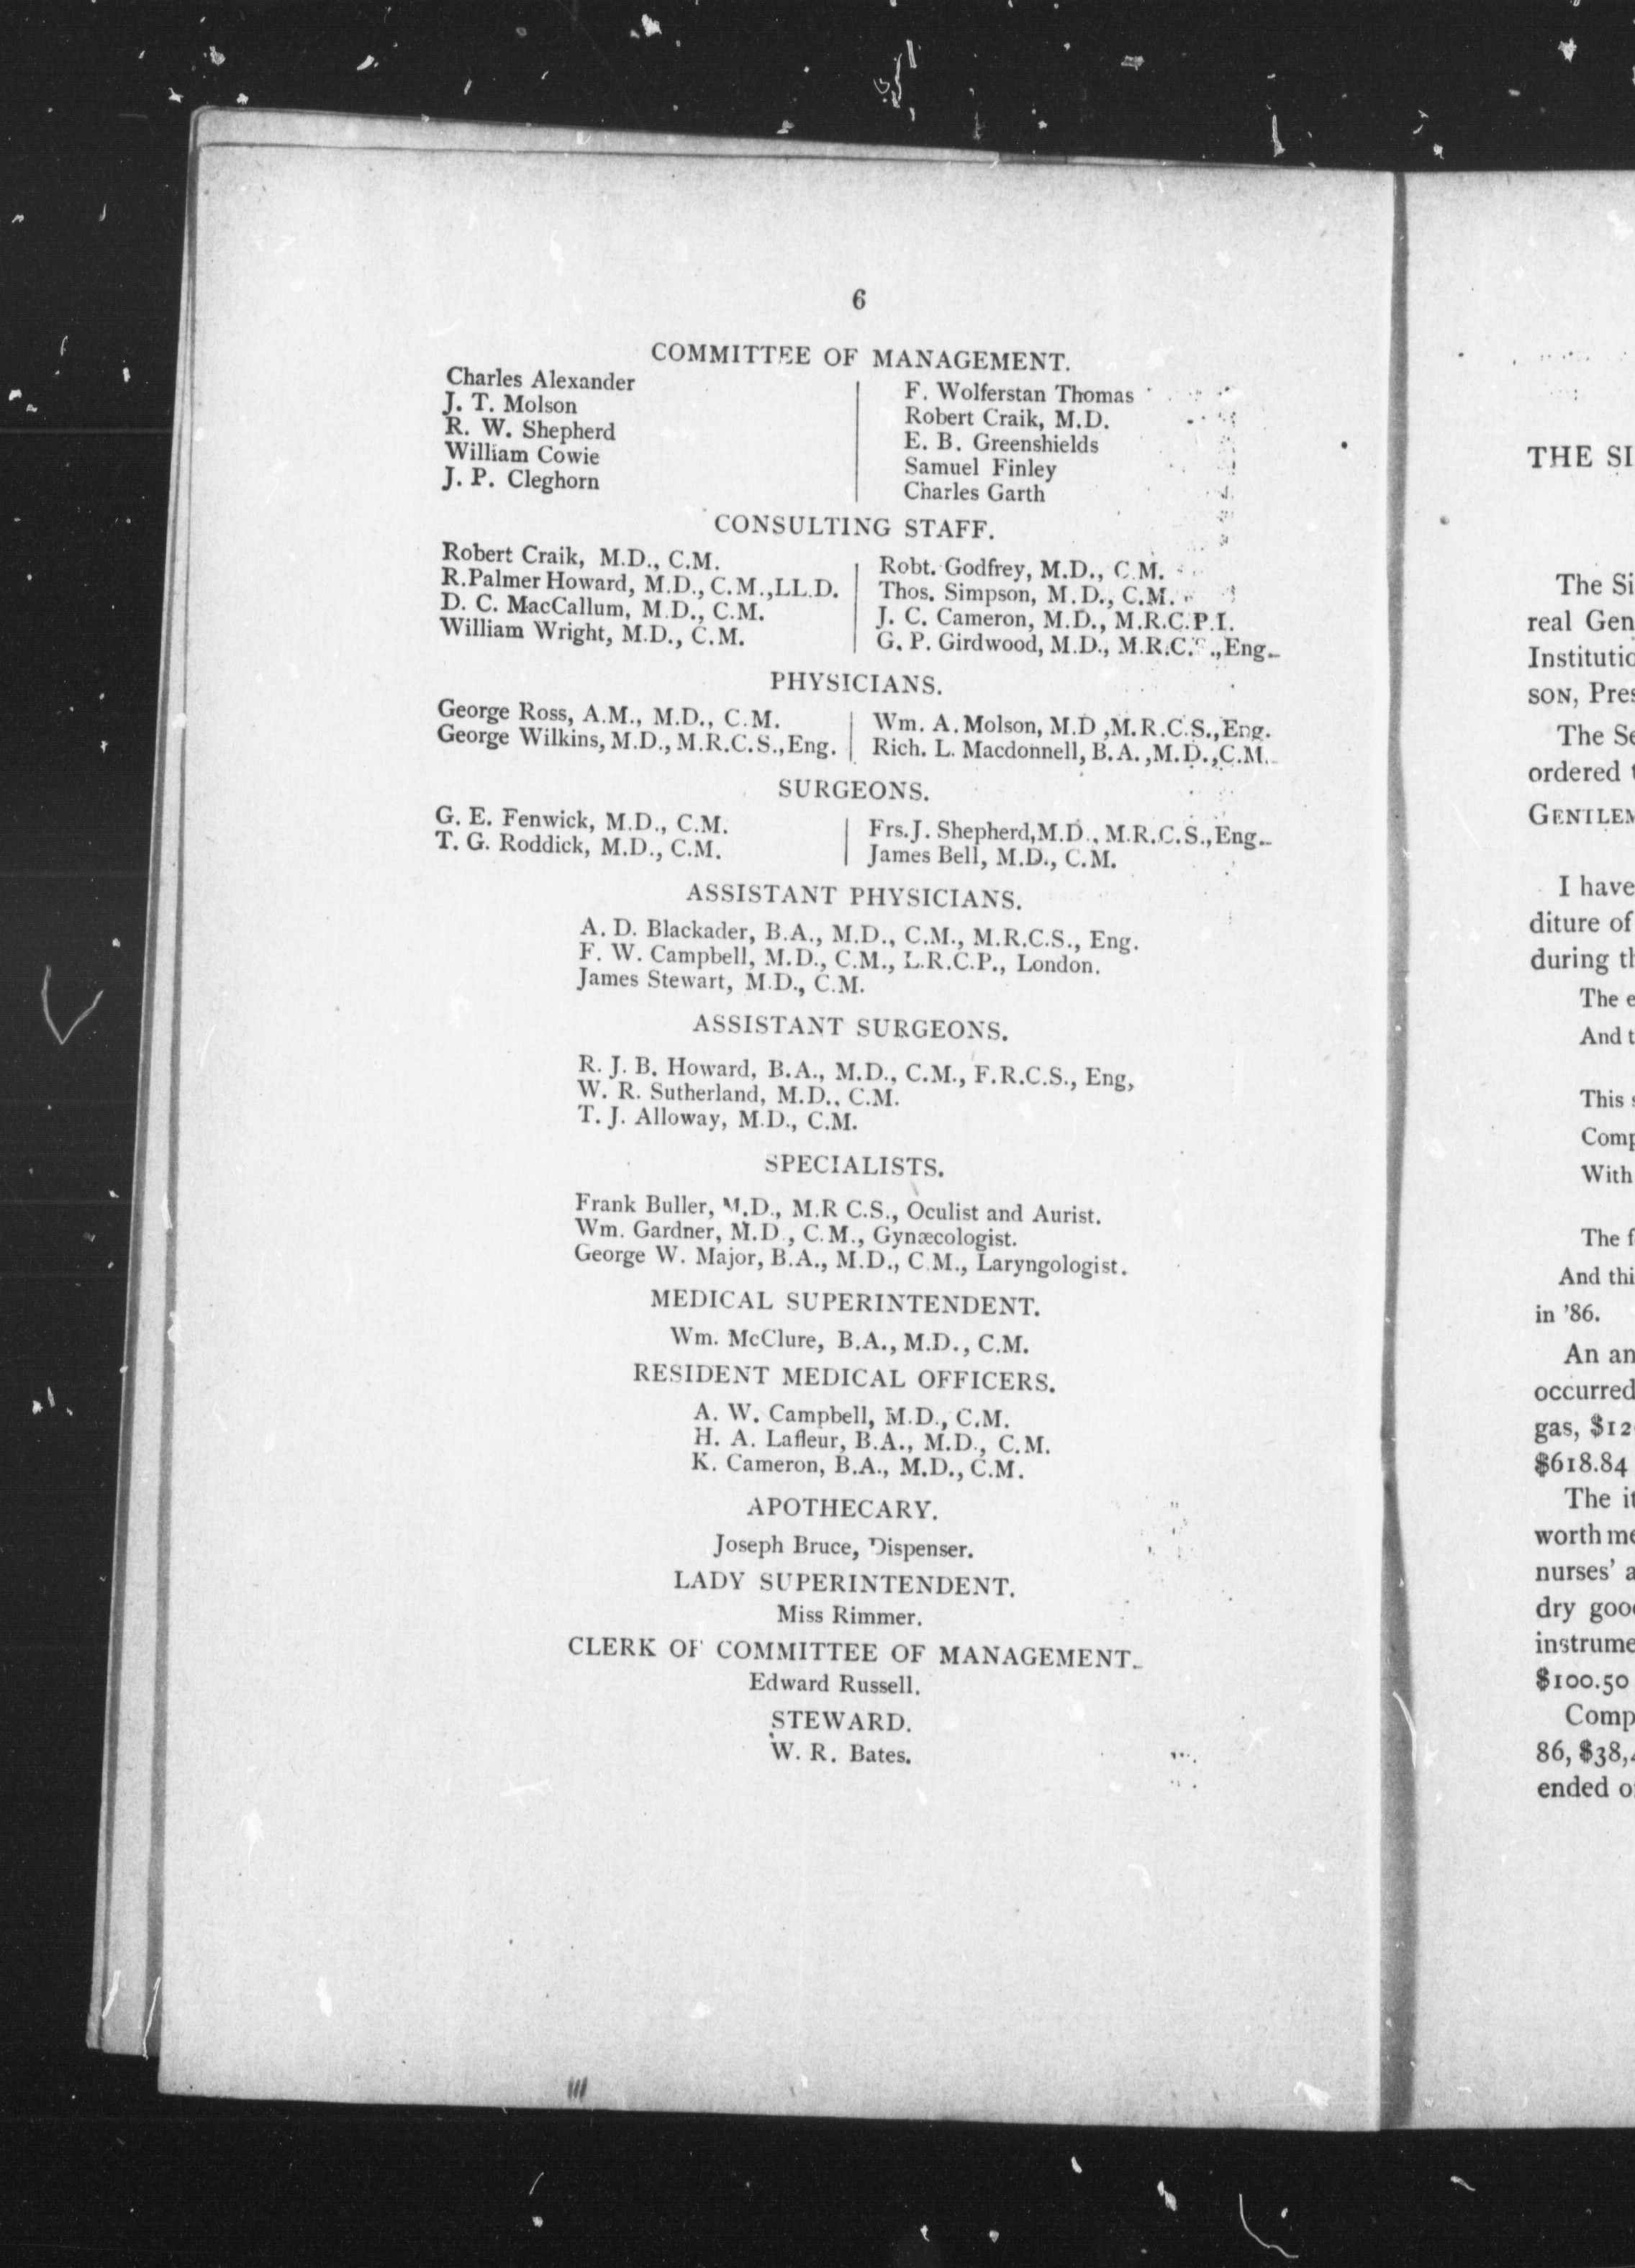 6
COMMITTEE OF MANAGEMENT.
Charles Alexander
J. T. Molson
R. W. Shepherd
William Cowie
J. P. Cleghorn
F. Wolferstan Thomas
Robert Craik, M.D.
E. B. Greenshields
Samuel Finley
Charles Garth
CONSULTING STAFF.
Robert Craik, M.D., C.M.
R. Palmer Howard, M.D., C.M., LL.D.
D. C. MacCallum, M.D., C.M.
William Wright, M.D., C.M.
Robt. Godfrey, M.D., C.M.
Thos. Simpson, M.D., C.M.
J. C. Cameron, M.D., M.R.C.P.I.
G. P. Girdwood, M.D., M.R.C.S., Eng.
PHYSICIANS.
George Ross, A.M., M.D., C.M.
George Wilkins, M.D., M.R.C.S., Eng.
Wm. A. Molson, M.D, M.R.C.S., Eng.
Rich. L. Macdonnell, B.A., M.D., C.M.
SURGEONS.
G. E. Fenwick, M.D., C.M.
T. G. Roddick, M.D., C.M.
Frs. J. Shepherd, M.D., M.R.C.S., Eng.
James Bell, M.D., C.M.
ASSISTANT PHYSICIANS.
A. D. Blackader, B.A., M.D., C.M., M.R.C.S., Eng.
F. W. Campbell, M.D., C.M., L.R.C.P., London.
James Stewart, M.D., C.M.
ASSISTANT SURGEONS.
R. J. B. Howard, B.A., M.D., C.M., F.R.C.S., Eng,
W. R. Sutherland, M.D., C.M.
T. J. Alloway, M.D., C.M.
SPECIALISTS.
Frank Buller, M.D., M.R C.S., Oculist and Aurist.
Wm. Gardner, M.D., C.M., Gynæcologist.
George W. Major, B.A., M.D., C.M., Laryngologist.
MEDICAL SUPERINTENDENT.
Wm. McClure, B.A., M.D., C.M.
RESIDENT MEDICAL OFFICERS.
A. W. Campbell, M.D., C.M.
H. A. Lafleur, B.A., M.D., C.M.
K. Cameron, B.A., M.D., C.M.
APOTHECARY.
Joseph Bruce, Dispenser.
LADY SUPERINTENDENT.
Miss Rimmer.
CLERK OF COMMITTEE OF MANAGEMENT.
Edward Russell.
STEWARD.
W. R. Bates.
THE SI
The Si
real Gen
Institutio
SON, Pres
The Se
ordered t
GENTLEM
I have
diture of
during th
The e
And t
This s
Comp
With
The f
And thi
in '86.
An an
occurred
gas, $12
$618.84
The it
worth me
nurses' a
dry goo
instrume
$100.50
Comp
86, $38,4
ended o